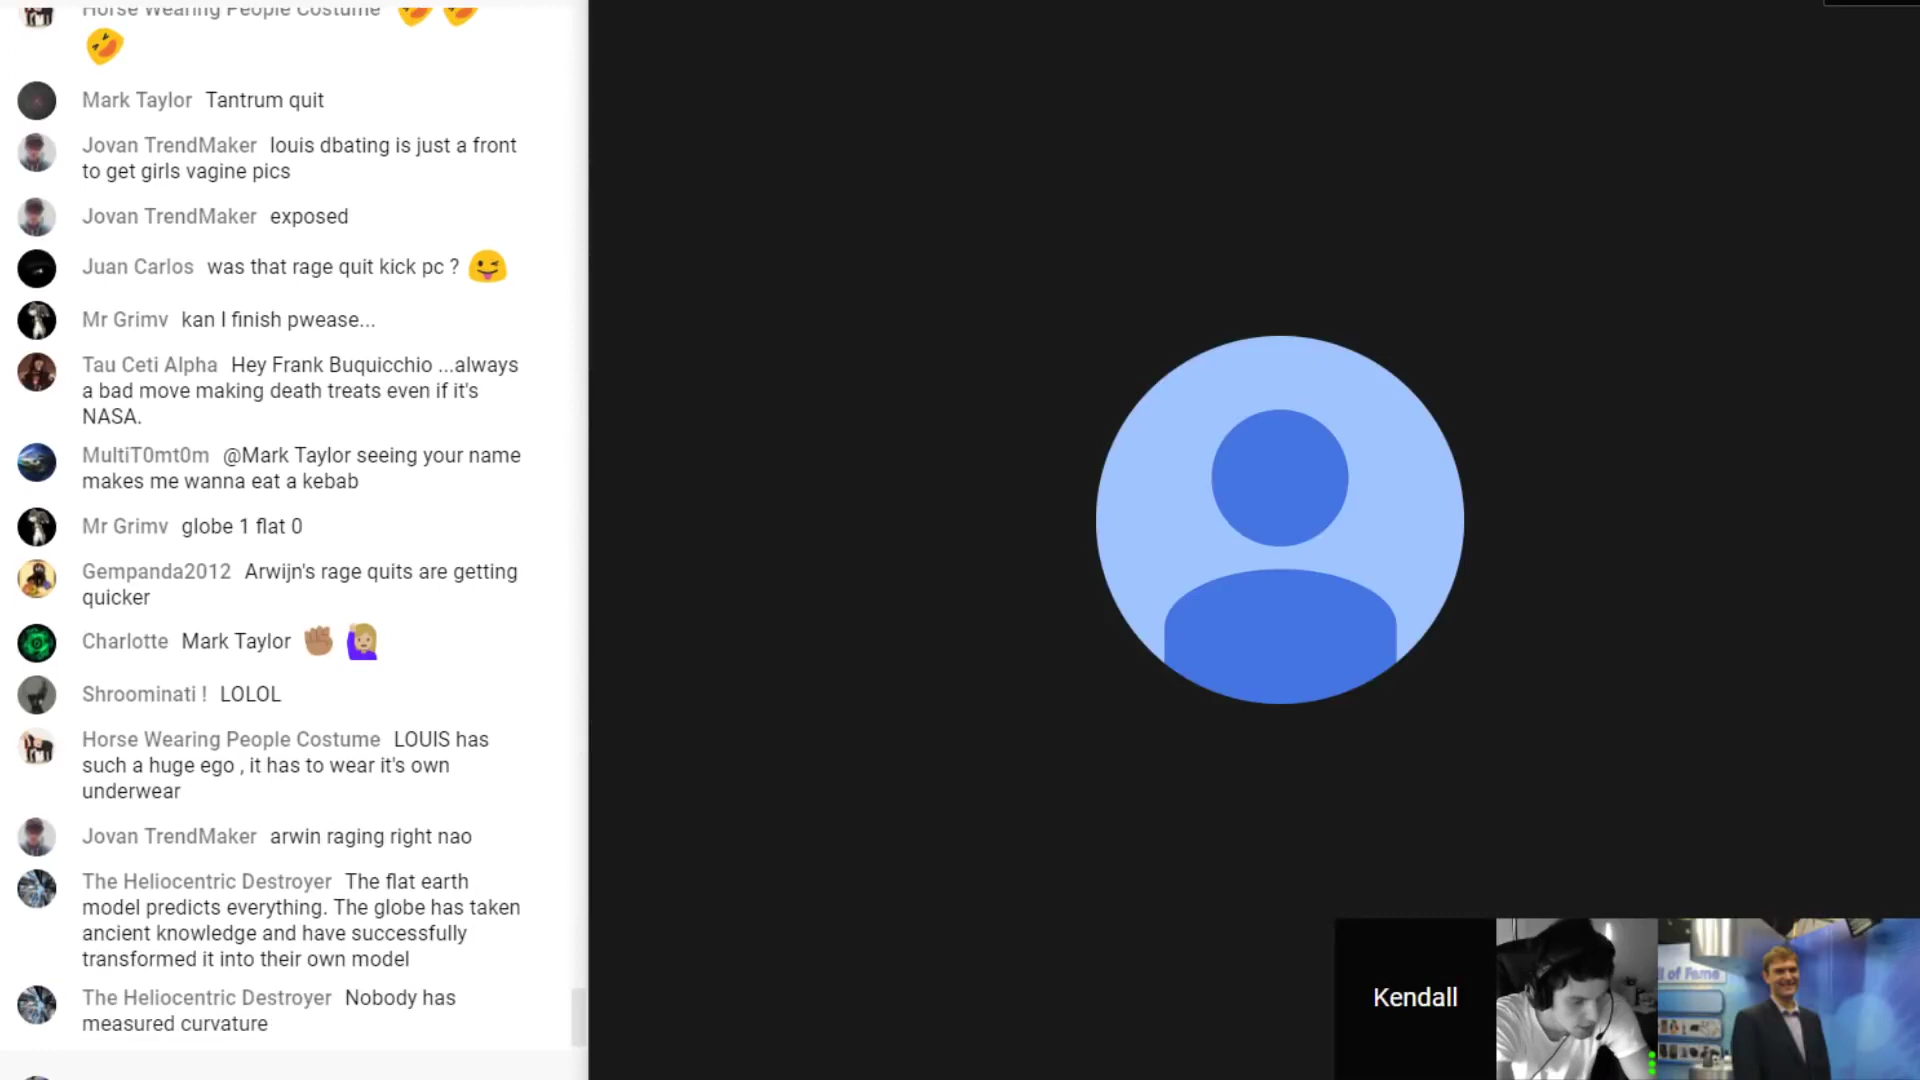 Horse Wearing People Costume
Mark Taylor Tantrum quit
Jovan TrendMaker louis dbating is just a front
to get girls vagine pics
Jovan TrendMaker exposed
Juan Carlos was that rage quit kick pc ?
Mr Grimv kan I finish pwease...
Tau Ceti Alpha Hey Frank Buquicchio ...always
a bad move making death treats even if it's
NASA.
MultiT0mt0m @Mark Taylor seeing your name
makes me wanna eat a kebab
Mr Grimv globe 1 flat 0
Gempanda2012 Arwijn's rage quits are getting
quicker
Charlotte Mark Taylor
Shroominati ! LOLOL
Horse Wearing People Costume LOUIS has
such a huge ego , it has to wear it's own
underwear
Jovan TrendMaker arwin raging right nao
The Heliocentric Destroyer The flat earth
model predicts everything. The globe has taken
ancient knowledge and have successfully
transformed it into their own model
The Heliocentric Destroyer Nobody has
measured curvature
Kendall
of Fame